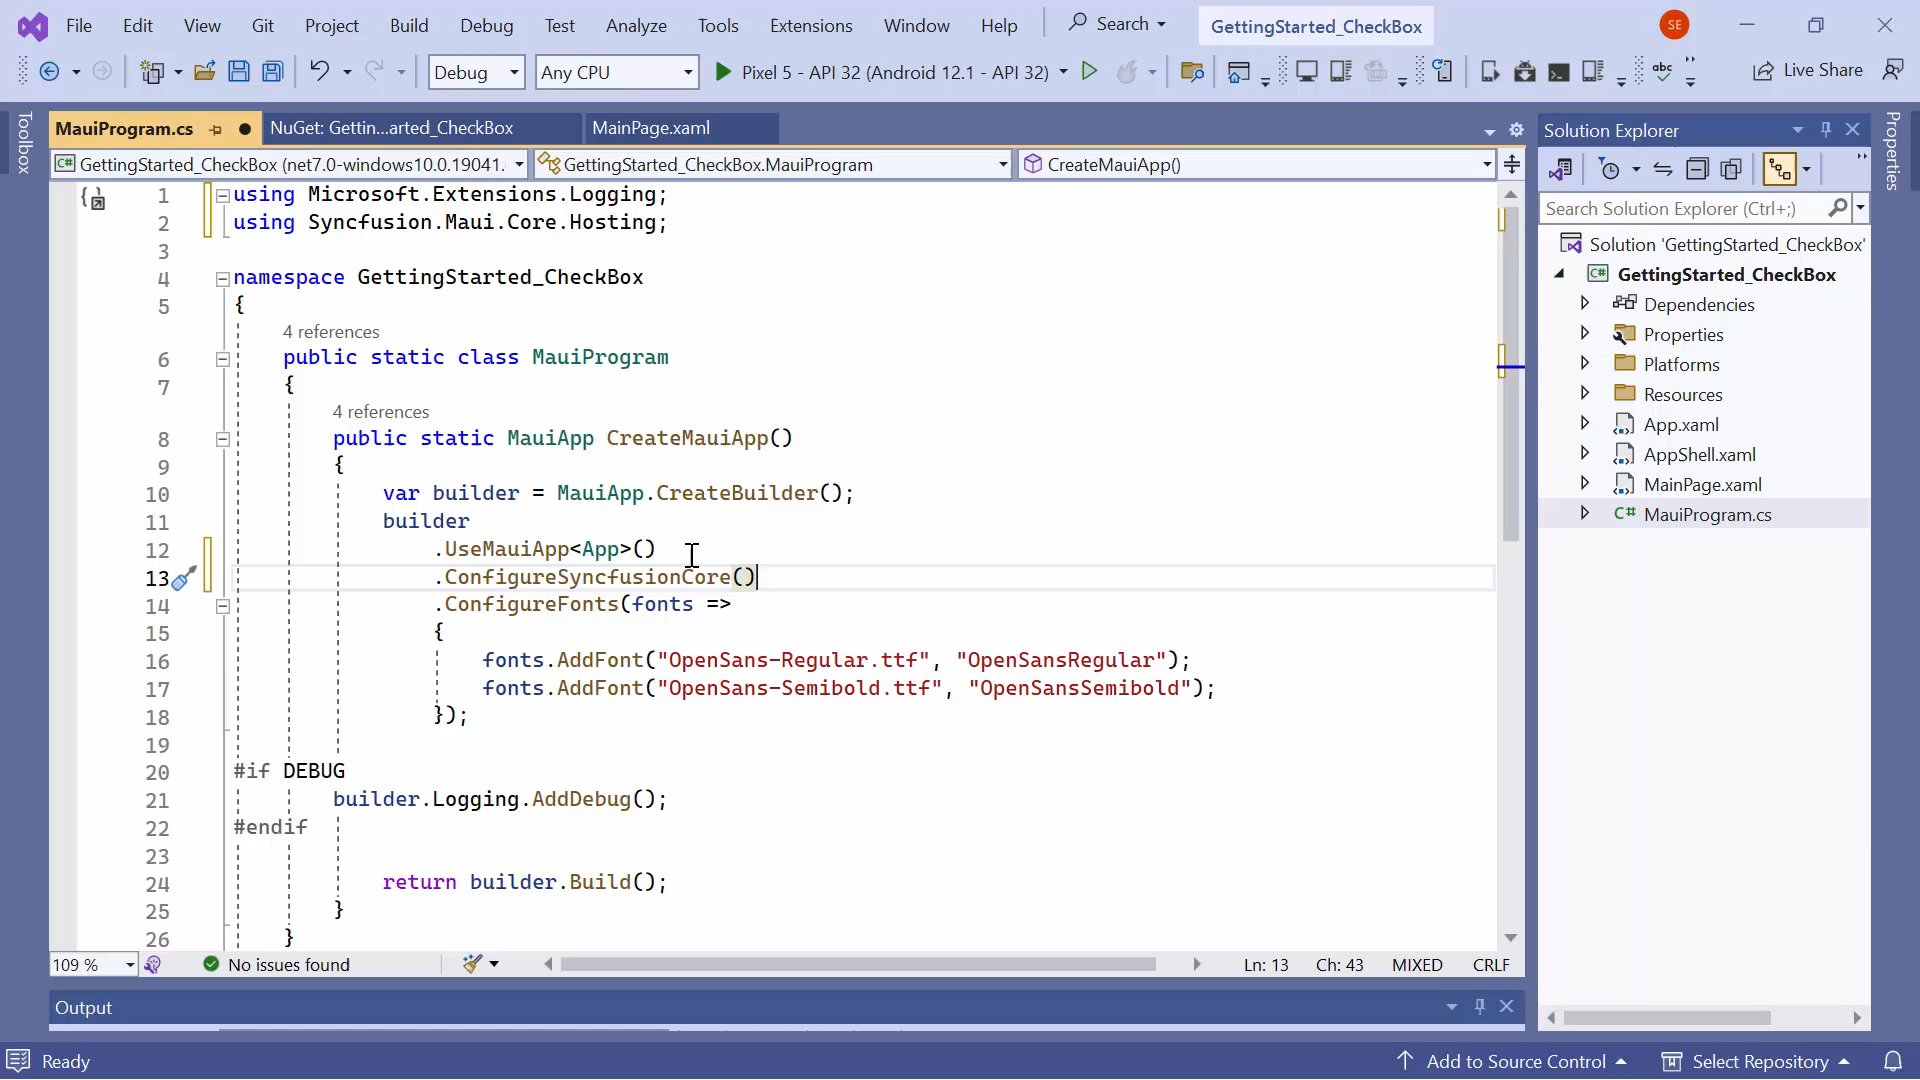 File Edit View Git Project Build Debug Test Analyze Tools Extensions Window Help Search GettingStarted_CheckBox SE
Debug Any CPU Pixel 5 - API 32 (Android 12.1 - API 32) abc Live Share
Toolbox
MauiProgram.cs NuGet: Gettin...arted_CheckBox MainPage.xaml
C# GettingStarted_CheckBox (net7.0-windows10.0.19041. GettingStarted_CheckBox.MauiProgram CreateMauiApp()
1 using Microsoft.Extensions.Logging;
2 using Syncfusion.Maui.Core.Hosting;
3
4 namespace GettingStarted_CheckBox
5 {
4 references
6 public static class MauiProgram
7 {
4 references
8 public static MauiApp CreateMauiApp()
9 {
10 var builder = MauiApp.CreateBuilder();
11 builder
12 .UseMauiApp<App>()
13 .ConfigureSyncfusionCore()
14 .ConfigureFonts(fonts =>
15 {
16 fonts.AddFont("OpenSans-Regular.ttf", "OpenSansRegular");
17 fonts.AddFont("OpenSans-Semibold.ttf", "OpenSansSemibold");
18 });
19
20 #if DEBUG
21 builder.Logging.AddDebug();
22 #endif
23
24 return builder.Build();
25 }
26 }
109 % No issues found Ln: 13 Ch: 43 MIXED CRLF
Output
Solution Explorer
Search Solution Explorer (Ctrl+;)
Solution 'GettingStarted_CheckBox'
C# GettingStarted_CheckBox
Dependencies
Properties
Platforms
Resources
App.xaml
AppShell.xaml
MainPage.xaml
C# MauiProgram.cs
Properties
Ready Add to Source Control Select Repository